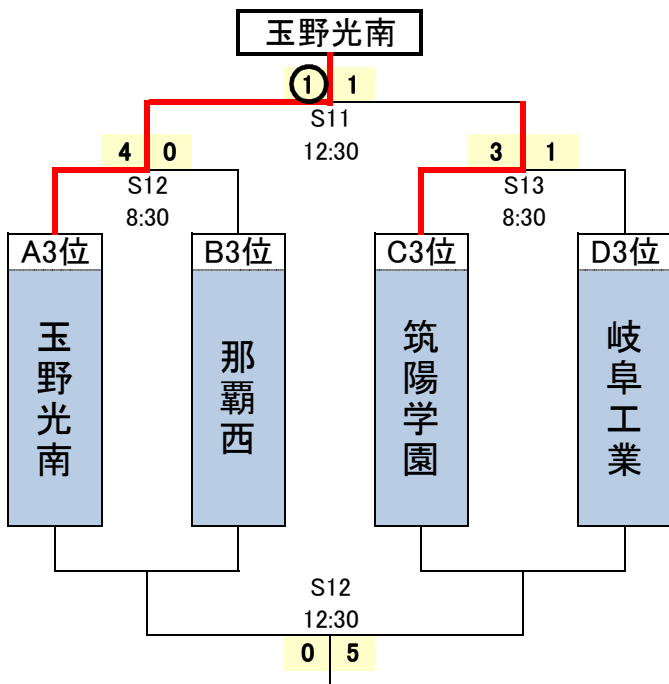 玉野光南
1 1
S11
12:30
4 0
3 1
S12
8:30
S13
8:30
A3位
B3位
C3位
D3位
玉野光南
那覇西
筑陽学園
岐阜工業
S12
12:30
0 5